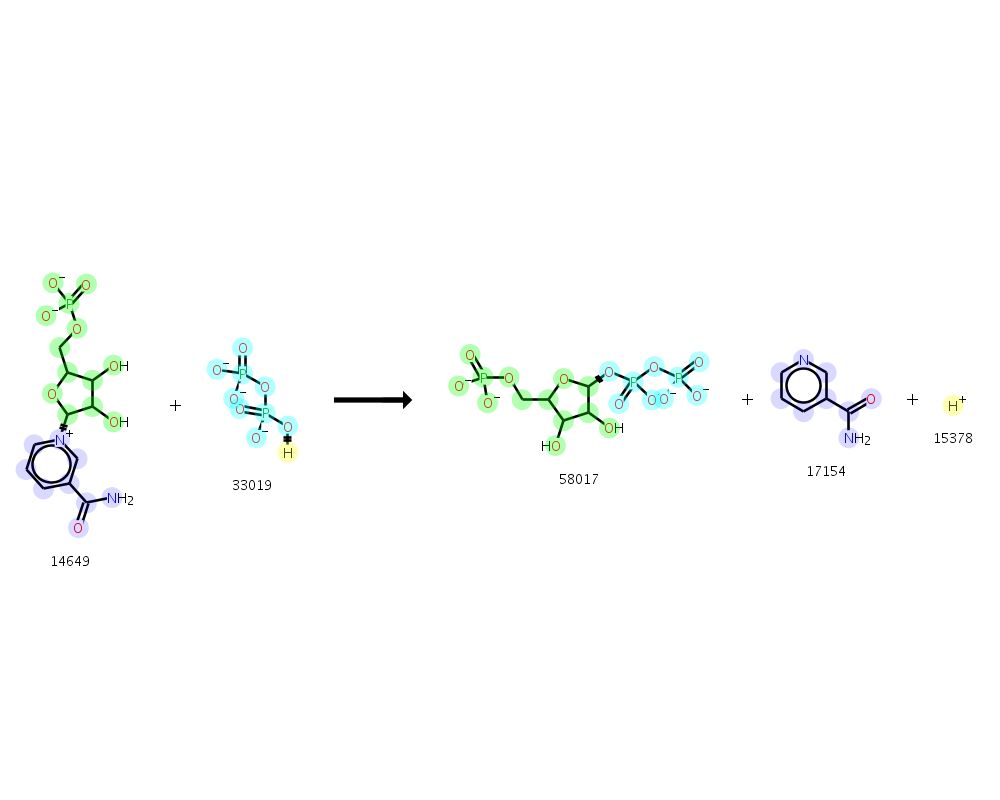 O⁻ O
P
O⁻
O
OH
O
OH
N⁺
NH₂
O
14649
+
O
O⁻ P
O⁻ O
O P
O⁻ O
H
33019
O
O⁻ P O
O⁻
O
O P O P O
O O⁻ O⁻ O⁻
OH
HO
58017
+
N
O
NH₂
17154
+
H⁺
15378